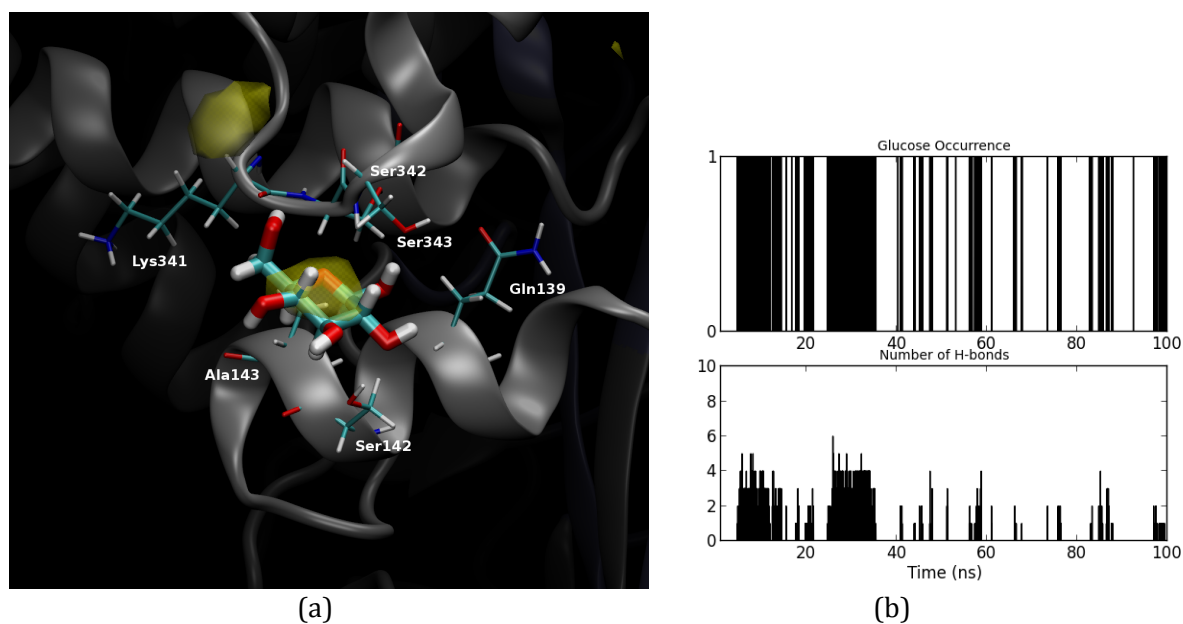 Ser342
Ser343
Lys341
Gln139
Ala143
Ser142
(a)
Glucose Occurrence
1
0
20 40 60 80 100
Number of H-bonds
10
8
6
4
2
0
20 40 60 80 100
Time (ns)
(b)